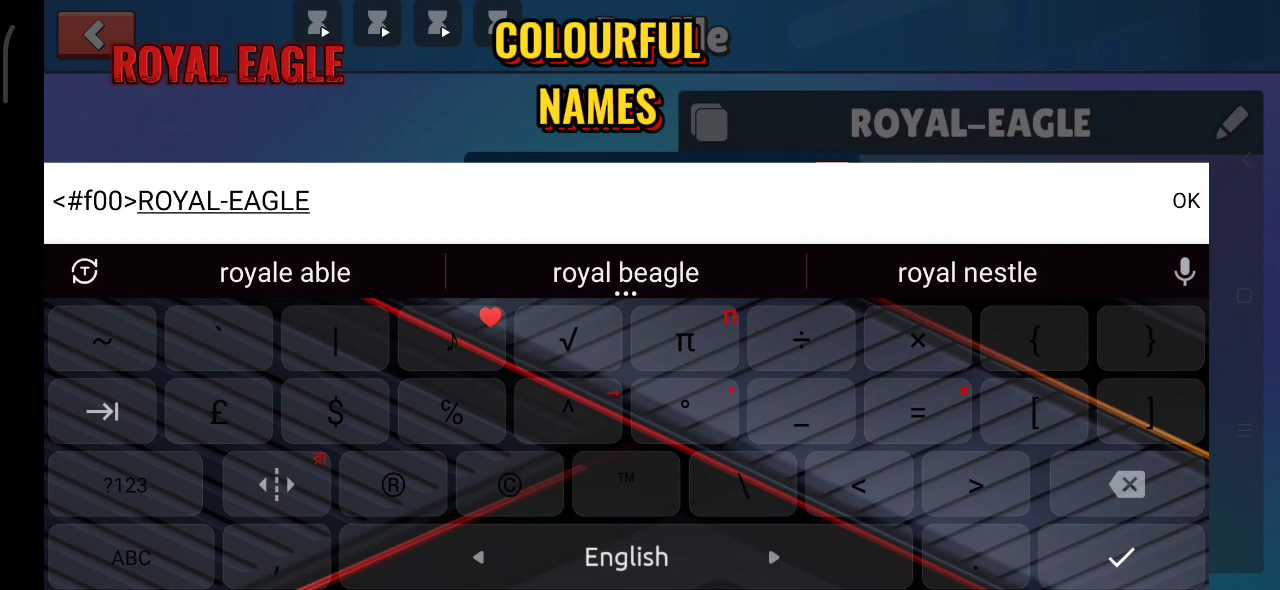 COLOURFUL
ROYAL EAGLE
NAMES
ROYAL-EAGLE
<#f00>ROYAL-EAGLE
OK
royale able
royal beagle
royal nestle
~ ` | ♪ √ π ÷ × { }
£ $ ℅ ^ ° _ = [ ]
?123 রা ® © ™ \ < >
ABC , English .